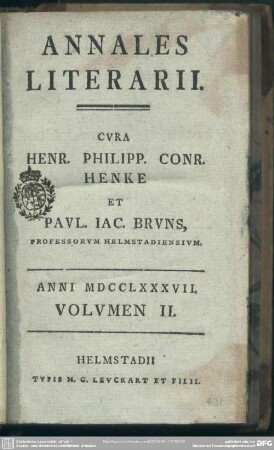 ANNALES
LITERARII.
CVRA
HENR. PHILIPP. CONR.
HENKE
ET
PAVL. IAC. BRVNS,
PROFESSORVM HELMSTADIENSIVM.
ANNI MDCCLXXXVII.
VOLVMEN II.
HELMSTADII
TYPIS M. G. LEVCKART ET FILII.
DFG